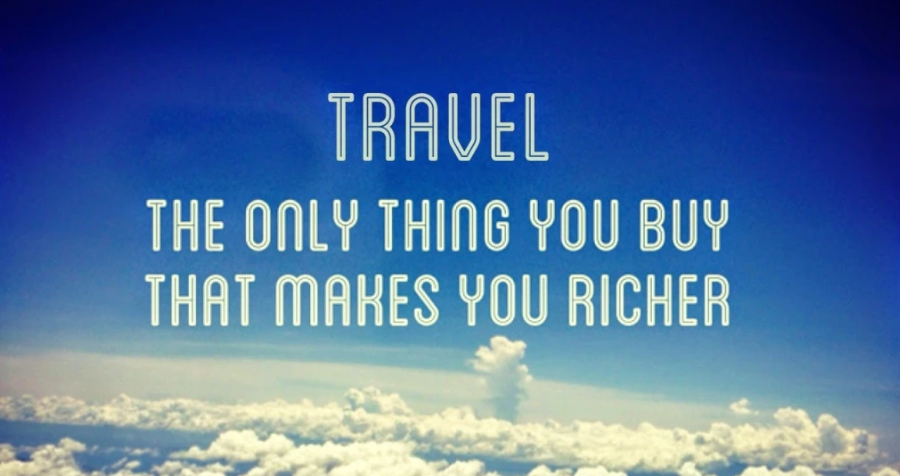 TRAVEL
THE ONLY THING YOU BUY
THAT MAKES YOU RICHER